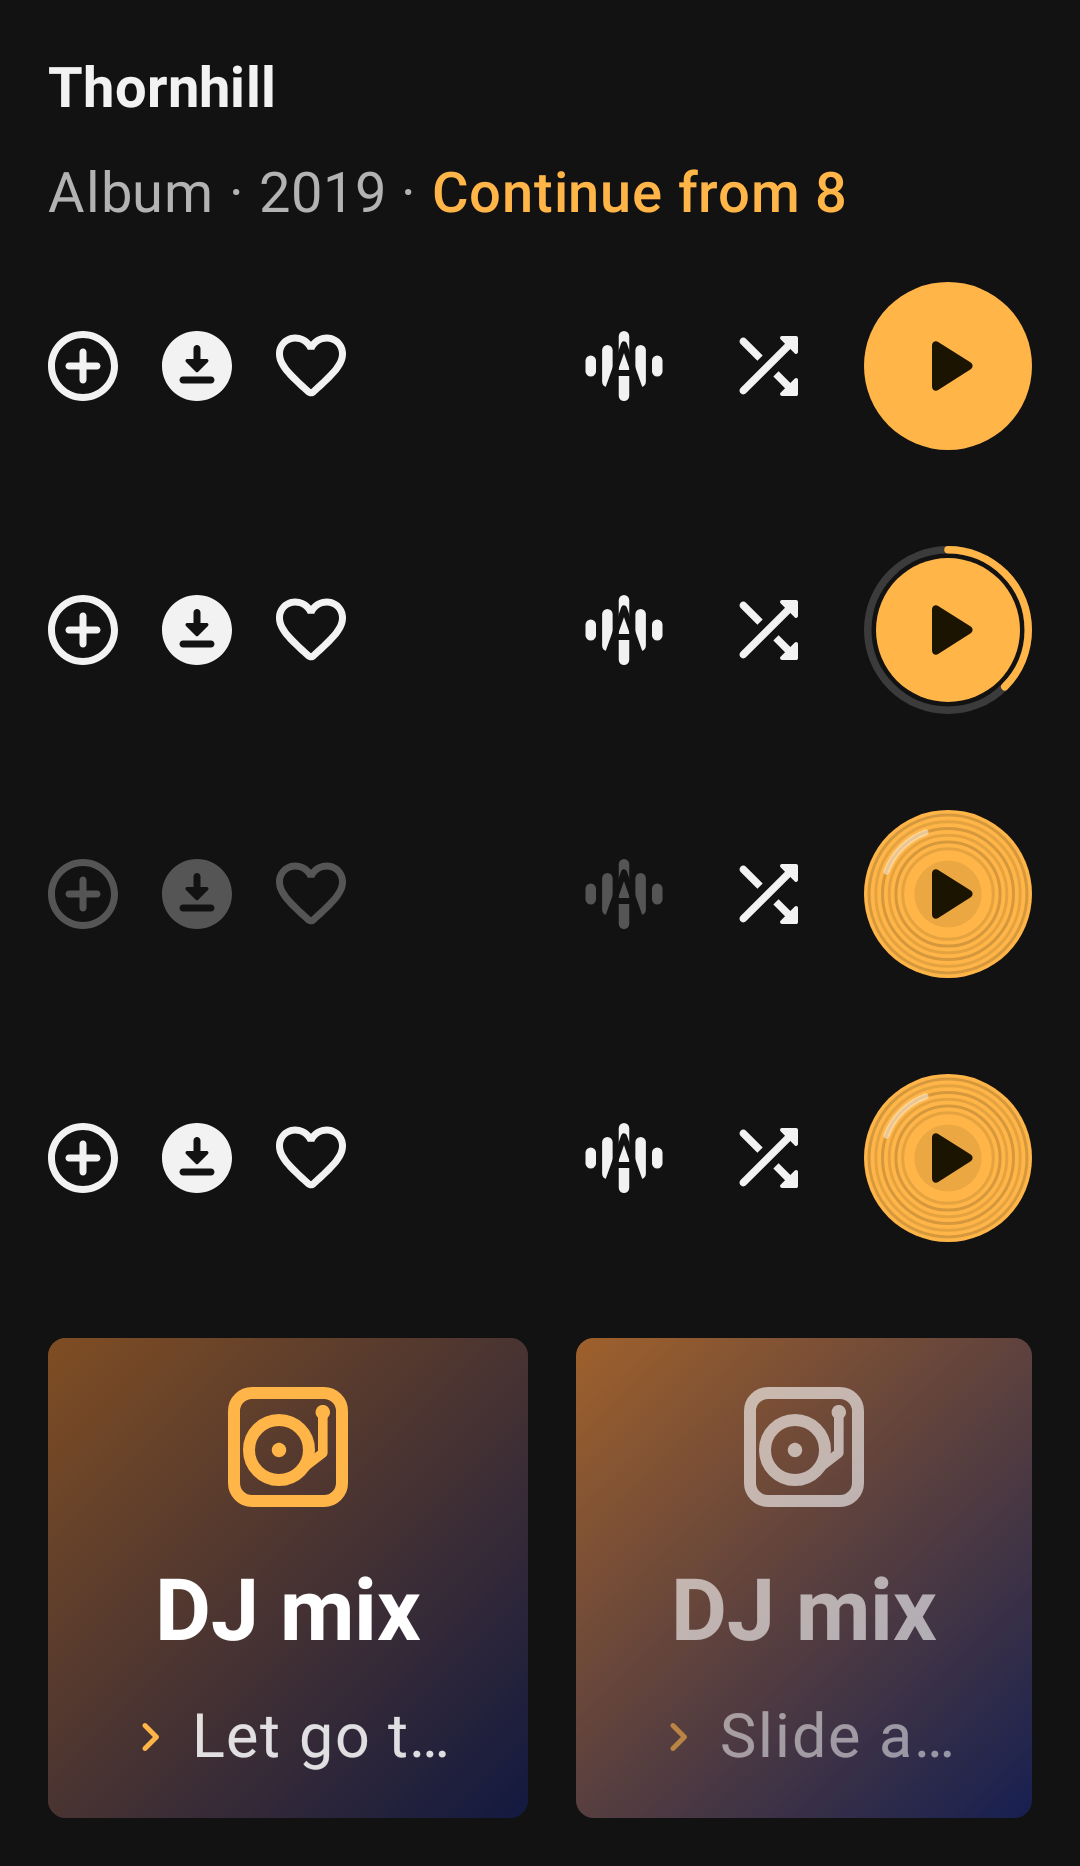 Thornhill
Album · 2019 · Continue from 8
DJ mix
Let go t…
DJ mix
Slide a…